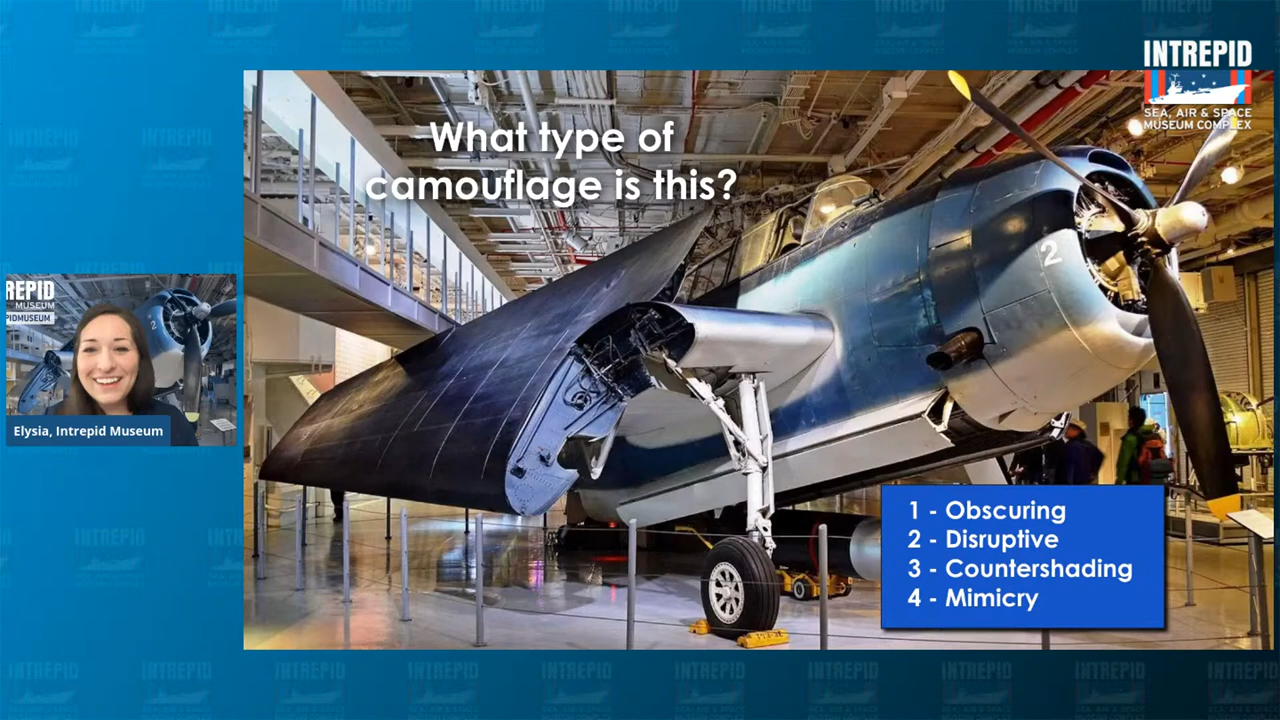 INTREPID
SEA, AIR & SPACE
MUSEUM COMPLEX
What type of
camouflage is this?
2
REPID
MUSEUM
PIDMUSEUM
2
Elysia, Intrepid Museum
1 - Obscuring
2 - Disruptive
3 - Countershading
4 - Mimicry